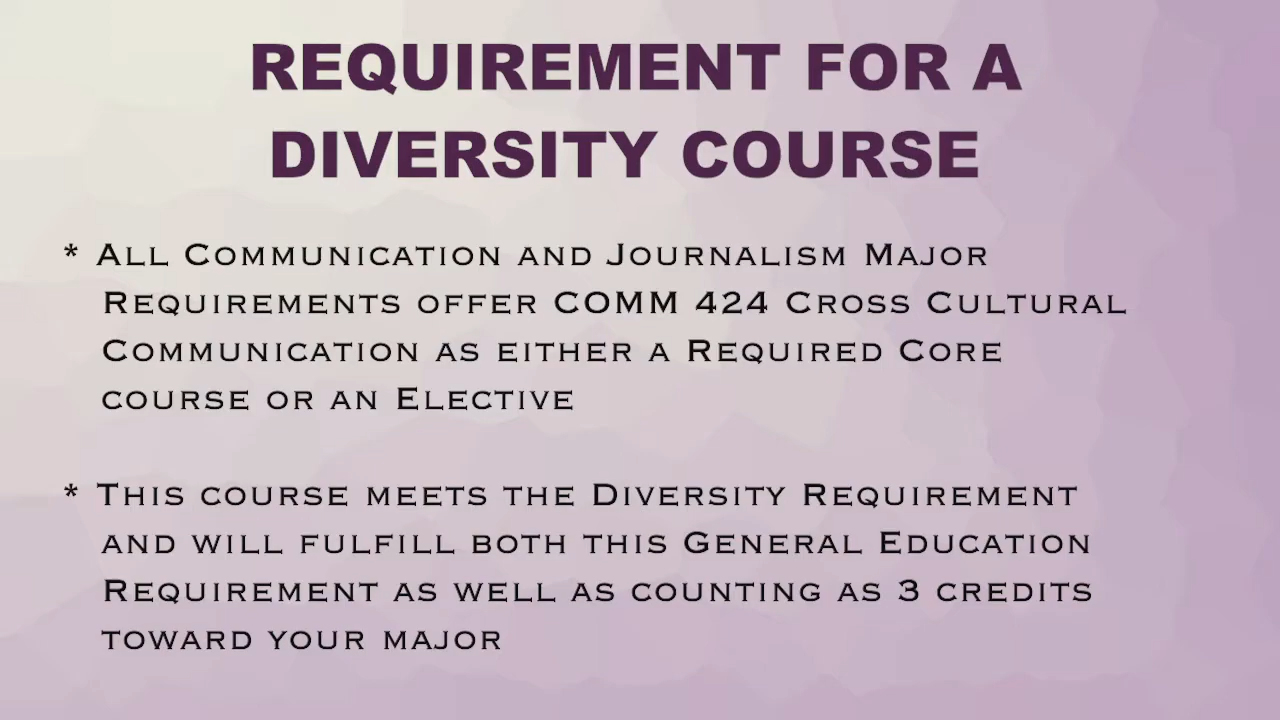 REQUIREMENT FOR A
DIVERSITY COURSE
* All Communication and Journalism Major
Requirements offer COMM 424 Cross Cultural
Communication as either a Required Core
course or an Elective
* This course meets the Diversity Requirement
and will fulfill both this General Education
Requirement as well as counting as 3 credits
toward your major